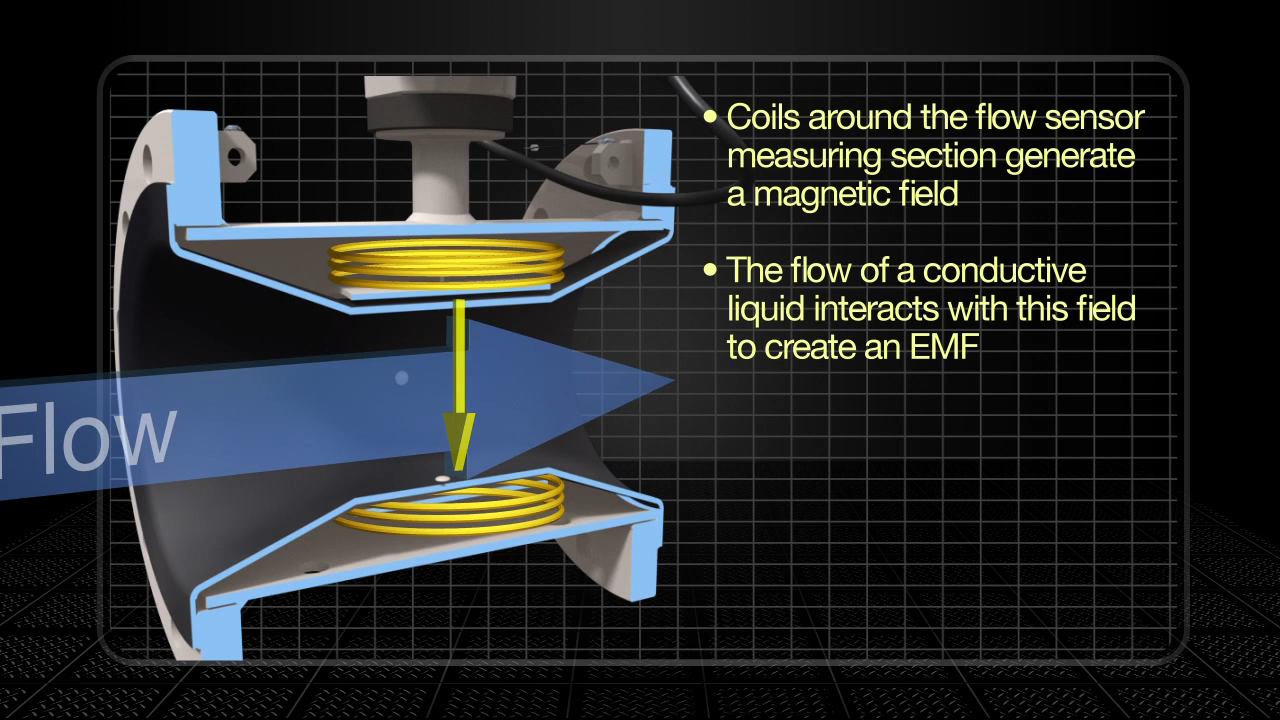 • Coils around the flow sensor
measuring section generate
a magnetic field
• The flow of a conductive
liquid interacts with this field
to create an EMF
Flow